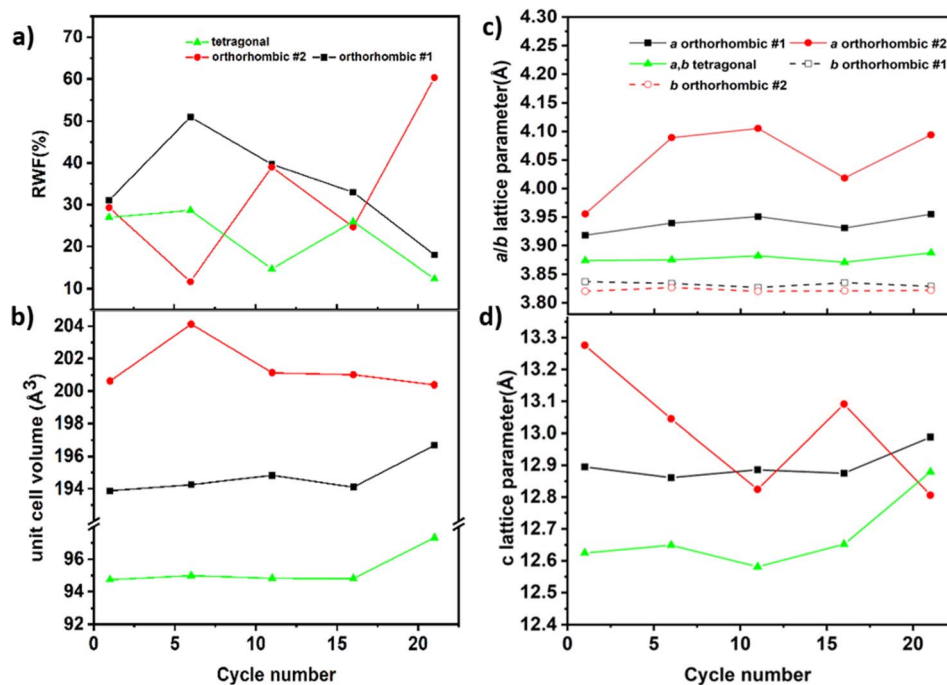 a)
70
60
50
40
30
20
10
RWF(%)
tetragonal
orthorhombic #2 orthorhombic #1
b)
204
202
200
198
196
194
96
94
92
unit cell volume (Å³)
0 5 10 15 20
Cycle number
c)
4.30
4.25
4.20
4.15
4.10
4.05
4.00
3.95
3.90
3.85
3.80
a/b lattice parameter(Å)
a orthorhombic #1 a orthorhombic #2
a,b tetragonal b orthorhombic #1
b orthorhombic #2
d)
13.3
13.2
13.1
13.0
12.9
12.8
12.7
12.6
12.5
12.4
c lattice parameter(Å)
0 5 10 15 20
Cycle number